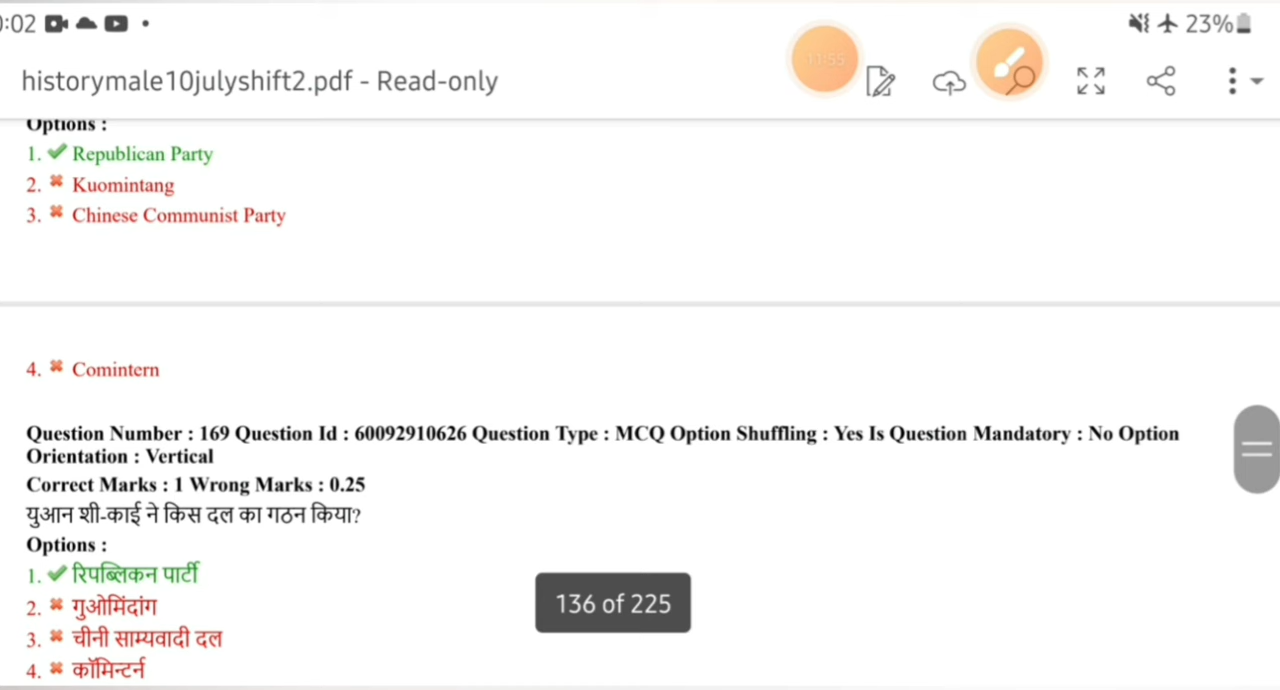 :02
23%
11:55
historymale10julyshift2.pdf - Read-only
Options :
1. Republican Party
2. Kuomintang
3. Chinese Communist Party
4. Comintern
Question Number : 169 Question Id : 60092910626 Question Type : MCQ Option Shuffling : Yes Is Question Mandatory : No Option
Orientation : Vertical
Correct Marks : 1 Wrong Marks : 0.25
युआन शी-काई ने किस दल का गठन किया?
Options :
1. रिपब्लिकन पार्टी
2. गुओमिंदांग
3. चीनी साम्यवादी दल
4. कॉमिन्टर्न
136 of 225